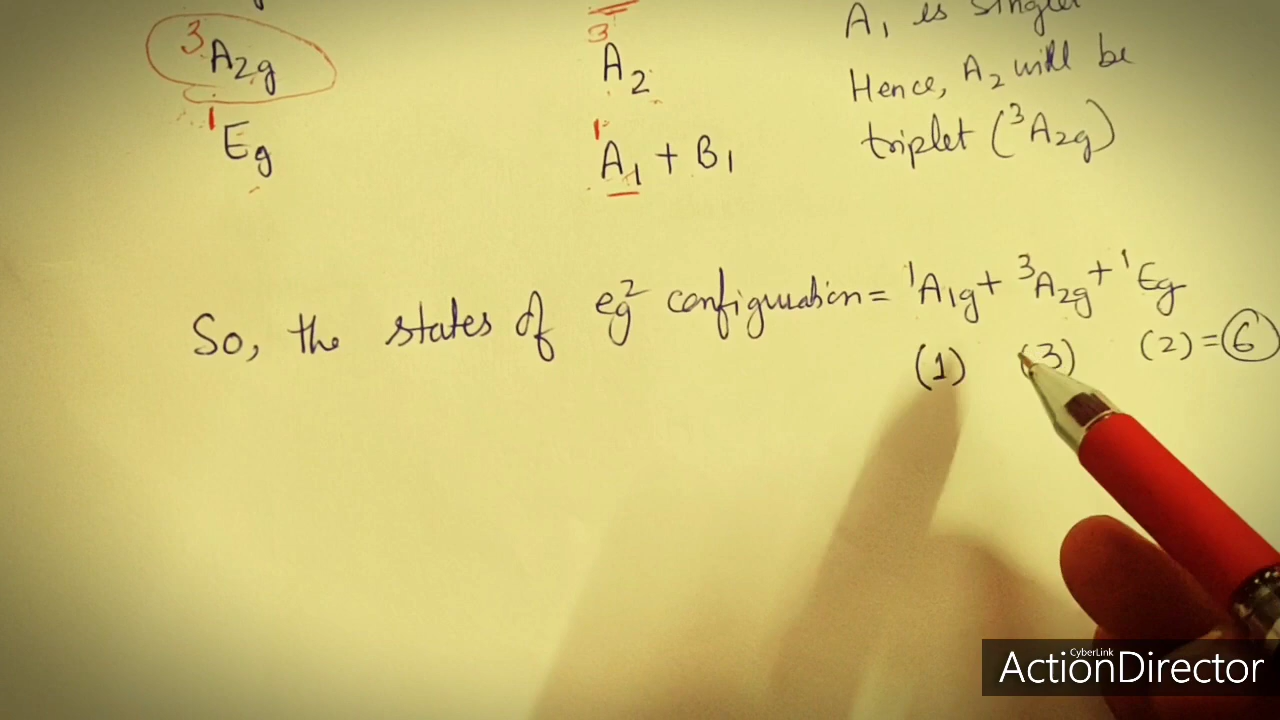 A₁ is
³A₂g ³A₂ Hence, A₂ will be
¹Eg ¹A₁ + B₁ triplet (³A₂g)
So, the states of eg² configuration = ¹A₁g + ³A₂g + ¹Eg
(1) (3) (2) = 6
CyberLink
ActionDirector